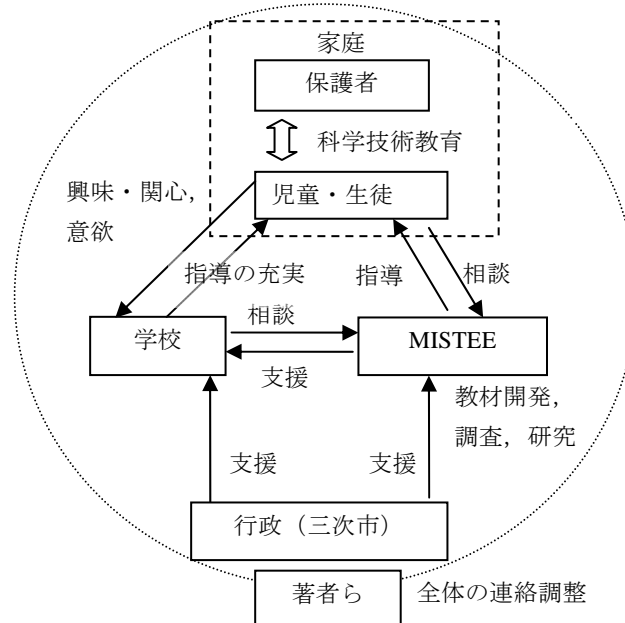 家庭
保護者
科学技術教育
児童・生徒
興味・関心，
意欲
指導の充実
指導
相談
学校
相談
MISTEE
支援
教材開発，
調査，研究
支援
支援
行政（三次市）
著者ら
全体の連絡調整